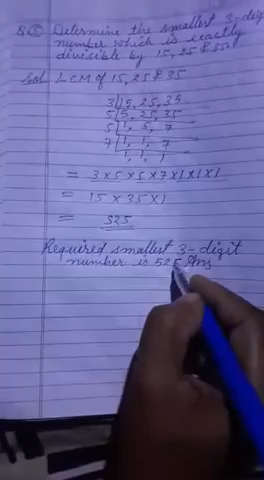 Q(5) Determine the smallest 3-digit
number which is exactly
divisible by 15, 25 & 35.
Sol LCM of 15, 25 & 35
3 | 15, 25, 35
5 | 5, 25, 35
5 | 1, 5, 7
7 | 1, 1, 7
1, 1, 1
= 3×5×5×7×1×1×1
= 15 × 35 × 1
= 525
Required smallest 3-digit
number is 525 Ans